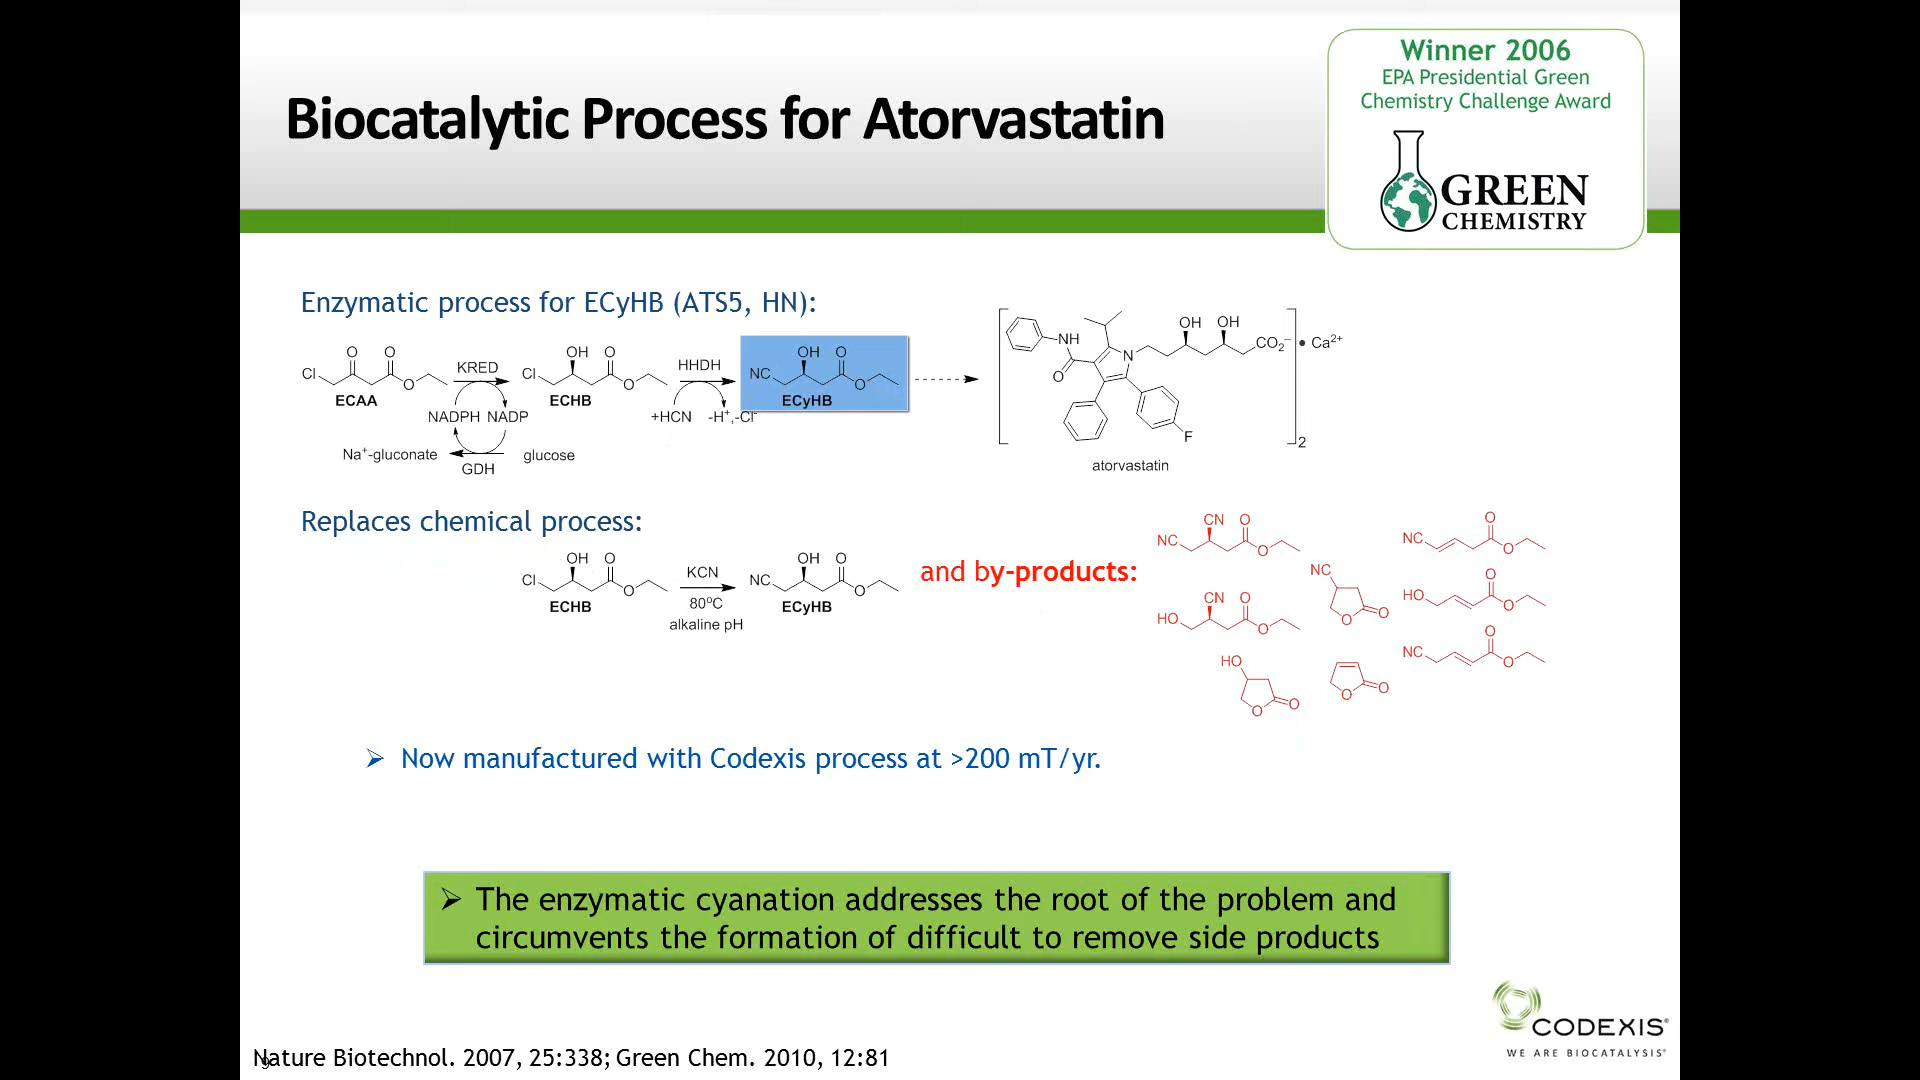 Winner 2006
EPA Presidential Green
Chemistry Challenge Award
GREEN
CHEMISTRY
Biocatalytic Process for Atorvastatin
Enzymatic process for ECyHB (ATS5, HN):
Cl O O O
ECAA
KRED
NADPH NADP
Na⁺-gluconate
GDH
glucose
Cl OH O O
ECHB
HHDH
+HCN -H⁺,-Cl⁻
NC OH O O
ECyHB
NH
O
N
OH OH
CO₂⁻
F
2
• Ca²⁺
atorvastatin
Replaces chemical process:
Cl OH O O
ECHB
KCN
80ºC
alkaline pH
NC OH O O
ECyHB
and by-products:
NC CN O O
NC O O
NC O O
HO CN O O
HO O O
NC O O
HO O O
O O
➢ Now manufactured with Codexis process at >200 mT/yr.
➢ The enzymatic cyanation addresses the root of the problem and
circumvents the formation of difficult to remove side products
CODEXIS®
WE ARE BIOCATALYSIS®
Nature Biotechnol. 2007, 25:338; Green Chem. 2010, 12:81
9